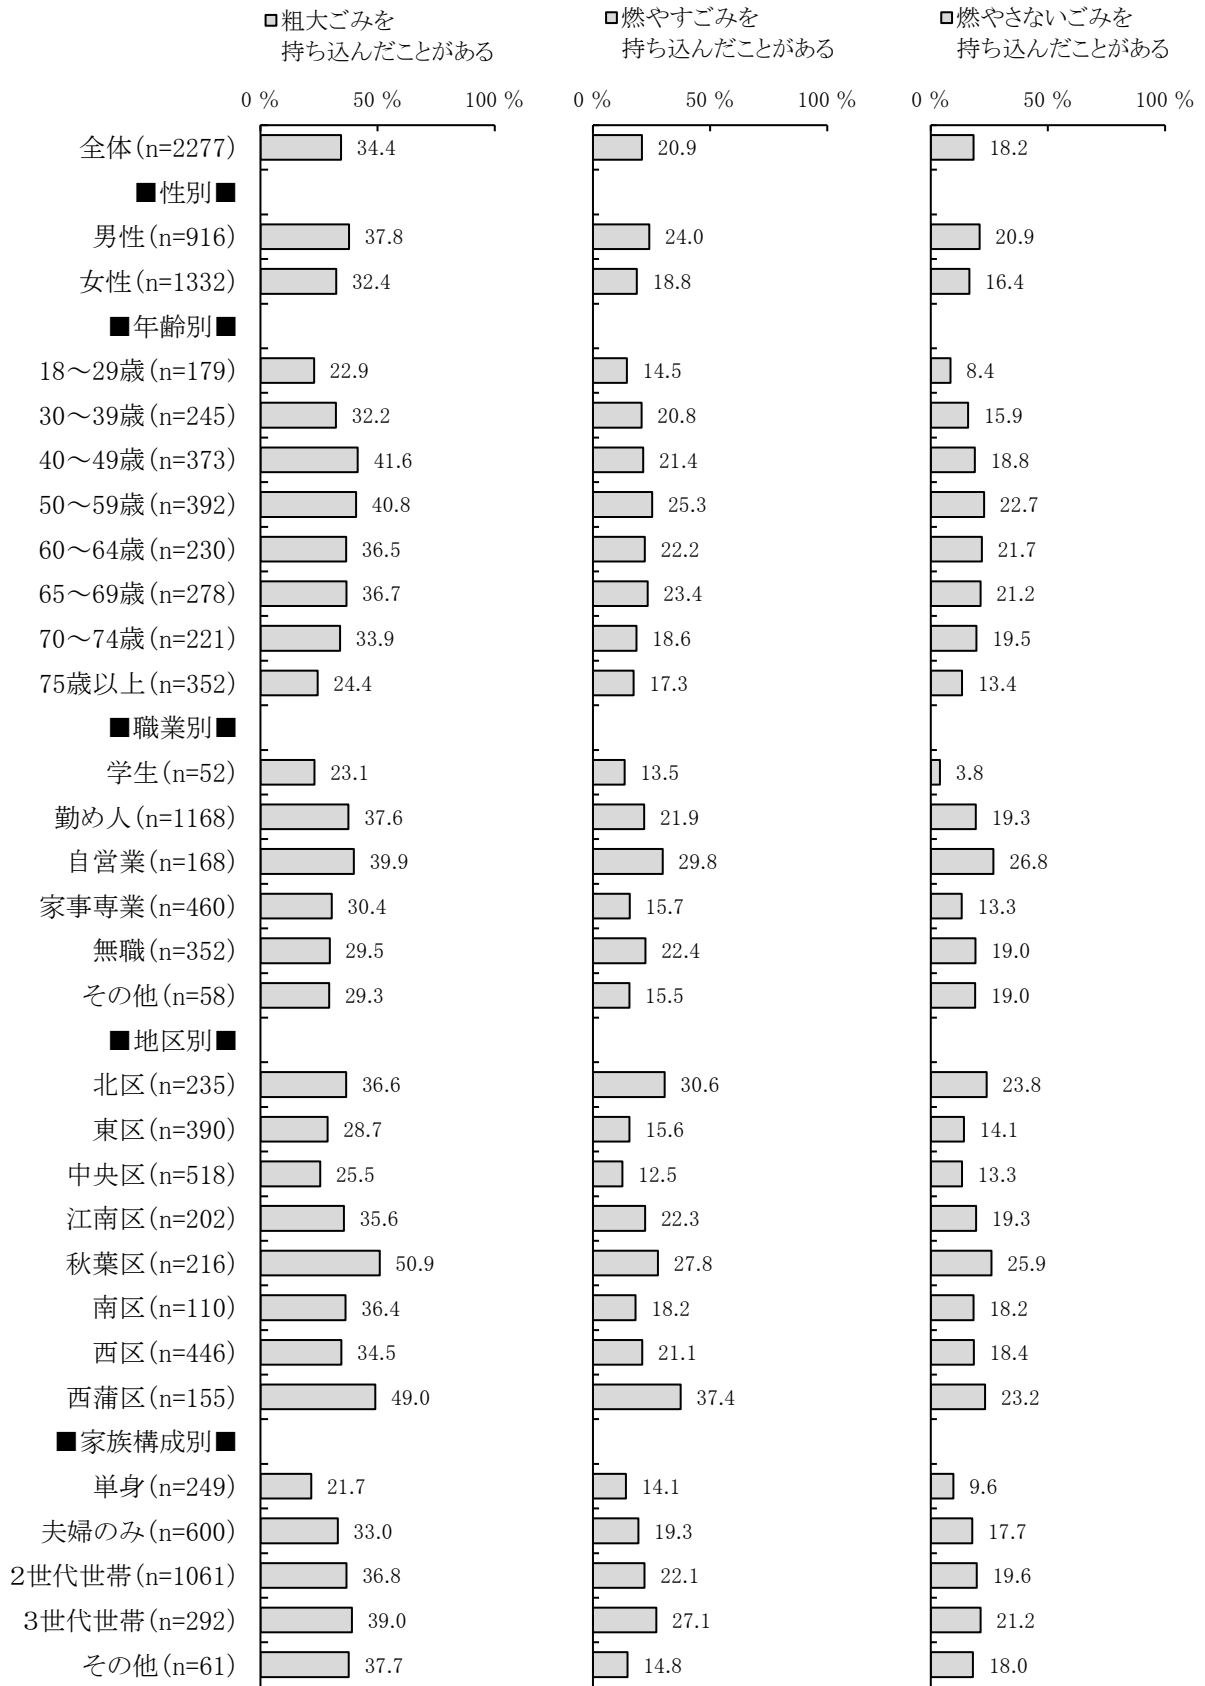 粗大ごみを
持ち込んだことがある
燃やすごみを
持ち込んだことがある
燃やさないごみを
持ち込んだことがある
0 % 50 % 100 % 0 % 50 % 100 % 0 % 50 % 100 %
全体(n=2277) 34.4 20.9 18.2
■性別■
男性(n=916) 37.8 24.0 20.9
女性(n=1332) 32.4 18.8 16.4
■年齢別■
18～29歳(n=179) 22.9 14.5 8.4
30～39歳(n=245) 32.2 20.8 15.9
40～49歳(n=373) 41.6 21.4 18.8
50～59歳(n=392) 40.8 25.3 22.7
60～64歳(n=230) 36.5 22.2 21.7
65～69歳(n=278) 36.7 23.4 21.2
70～74歳(n=221) 33.9 18.6 19.5
75歳以上(n=352) 24.4 17.3 13.4
■職業別■
学生(n=52) 23.1 13.5 3.8
勤め人(n=1168) 37.6 21.9 19.3
自営業(n=168) 39.9 29.8 26.8
家事専業(n=460) 30.4 15.7 13.3
無職(n=352) 29.5 22.4 19.0
その他(n=58) 29.3 15.5 19.0
■地区別■
北区(n=235) 36.6 30.6 23.8
東区(n=390) 28.7 15.6 14.1
中央区(n=518) 25.5 12.5 13.3
江南区(n=202) 35.6 22.3 19.3
秋葉区(n=216) 50.9 27.8 25.9
南区(n=110) 36.4 18.2 18.2
西区(n=446) 34.5 21.1 18.4
西蒲区(n=155) 49.0 37.4 23.2
■家族構成別■
単身(n=249) 21.7 14.1 9.6
夫婦のみ(n=600) 33.0 19.3 17.7
２世代世帯(n=1061) 36.8 22.1 19.6
３世代世帯(n=292) 39.0 27.1 21.2
その他(n=61) 37.7 14.8 18.0